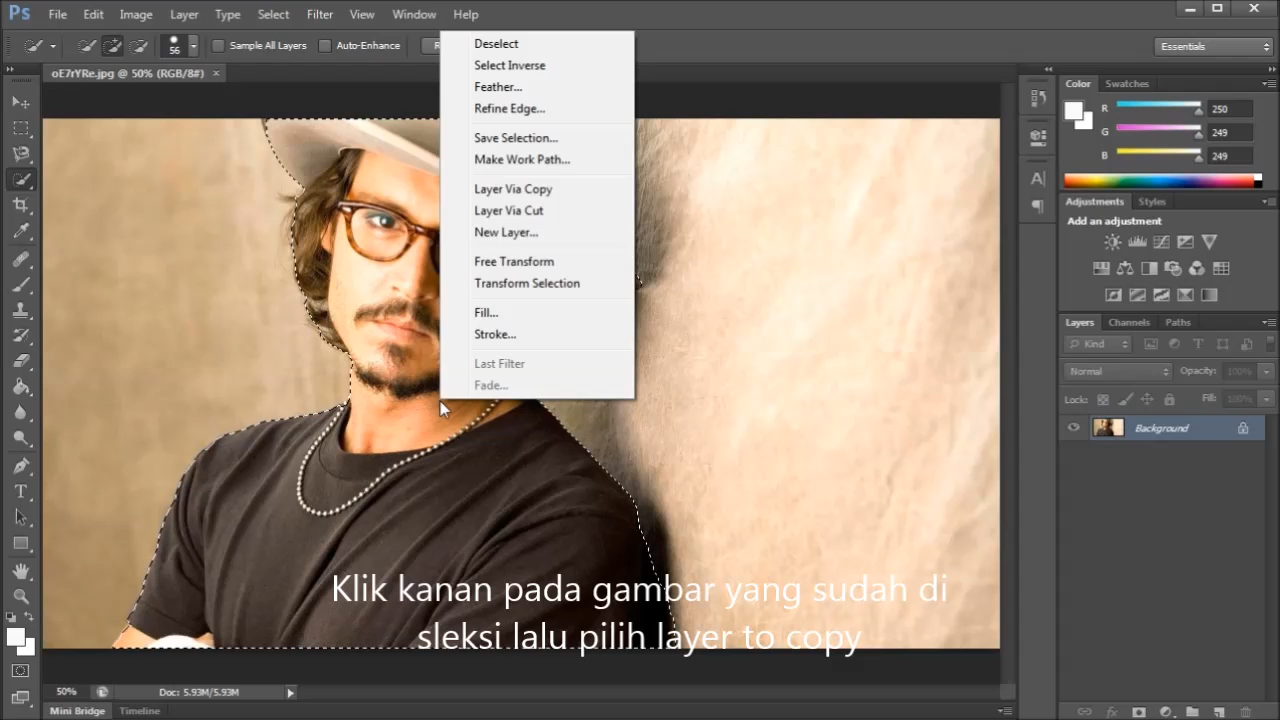 Ps File Edit Image Layer Type Select Filter View Window Help
56 Sample All Layers Auto-Enhance R Essentials
oE7rYRe.jpg @ 50% (RGB/8#) ×
Deselect
Select Inverse
Feather...
Refine Edge...
Save Selection...
Make Work Path...
Layer Via Copy
Layer Via Cut
New Layer...
Free Transform
Transform Selection
Fill...
Stroke...
Last Filter
Fade...
Color Swatches
R 250
G 249
B 249
Adjustments Styles
Add an adjustment
Layers Channels Paths
Kind
Normal Opacity: 100%
Lock: Fill: 100%
Background
Klik kanan pada gambar yang sudah di
sleksi lalu pilih layer to copy
50% Doc: 5.93M/5.93M
Mini Bridge Timeline